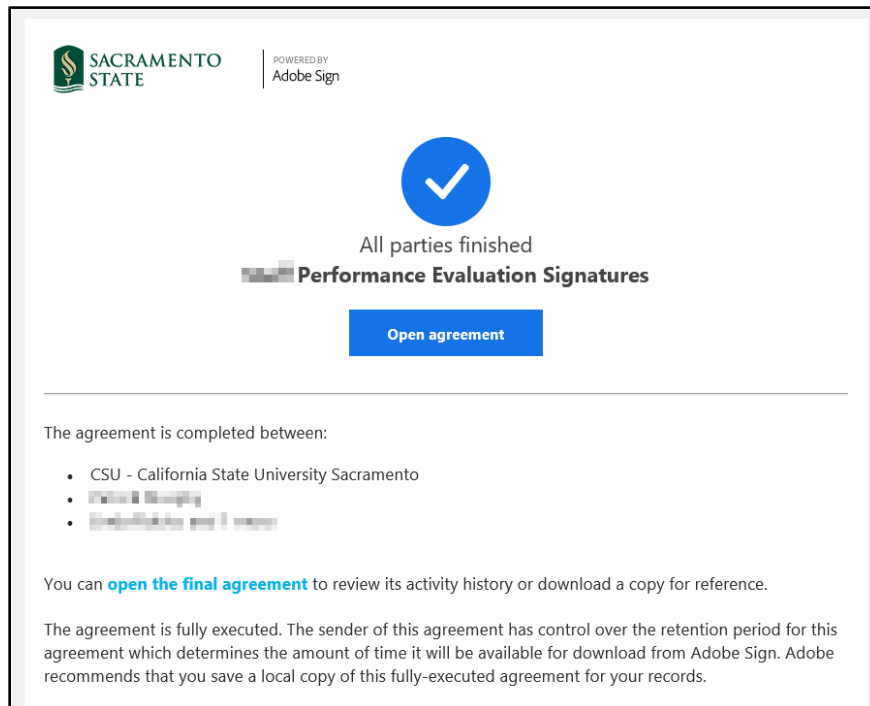 SACRAMENTO
STATE
POWERED BY
Adobe Sign
All parties finished
Performance Evaluation Signatures
Open agreement
The agreement is completed between:
• CSU - California State University Sacramento
You can open the final agreement to review its activity history or download a copy for reference.
The agreement is fully executed. The sender of this agreement has control over the retention period for this
agreement which determines the amount of time it will be available for download from Adobe Sign. Adobe
recommends that you save a local copy of this fully-executed agreement for your records.